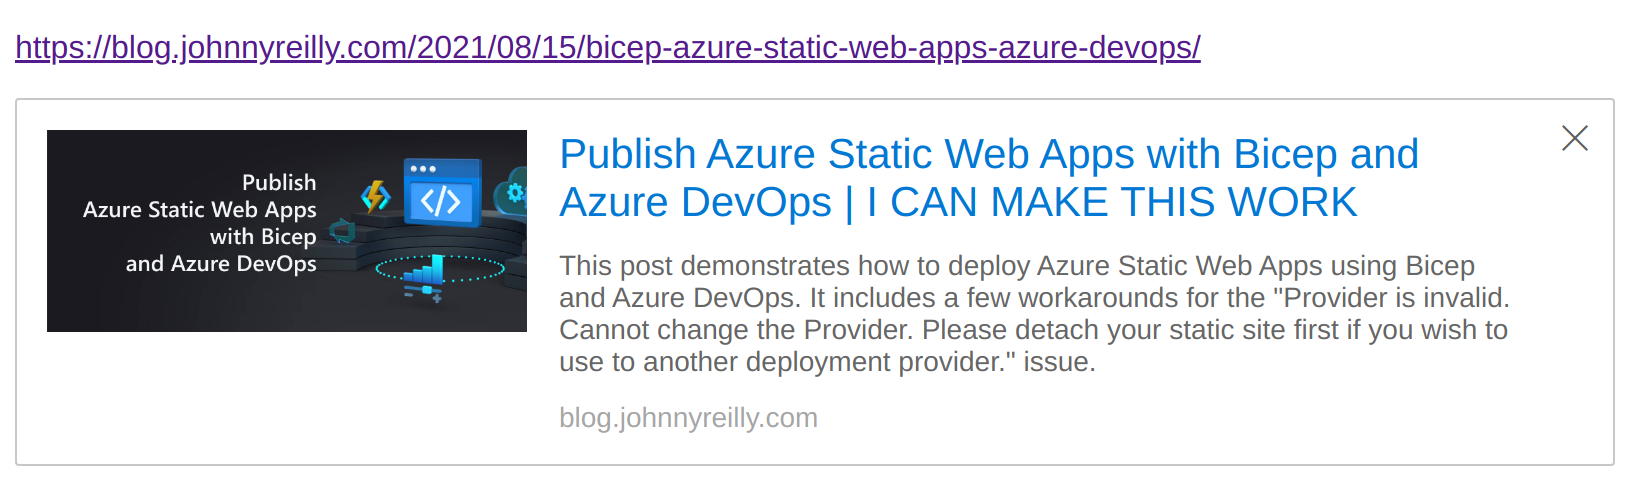 https://blog.johnnyreilly.com/2021/08/15/bicep-azure-static-web-apps-azure-devops/
Publish
Azure Static Web Apps
with Bicep
and Azure DevOps
</>
Publish Azure Static Web Apps with Bicep and
Azure DevOps | I CAN MAKE THIS WORK
This post demonstrates how to deploy Azure Static Web Apps using Bicep
and Azure DevOps. It includes a few workarounds for the "Provider is invalid.
Cannot change the Provider. Please detach your static site first if you wish to
use to another deployment provider." issue.
blog.johnnyreilly.com